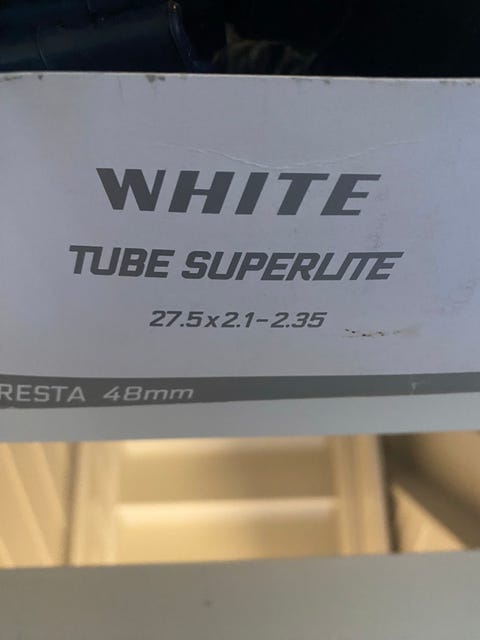 WHITE
TUBE SUPERLITE
27.5x2.1-2.35
RESTA 48mm